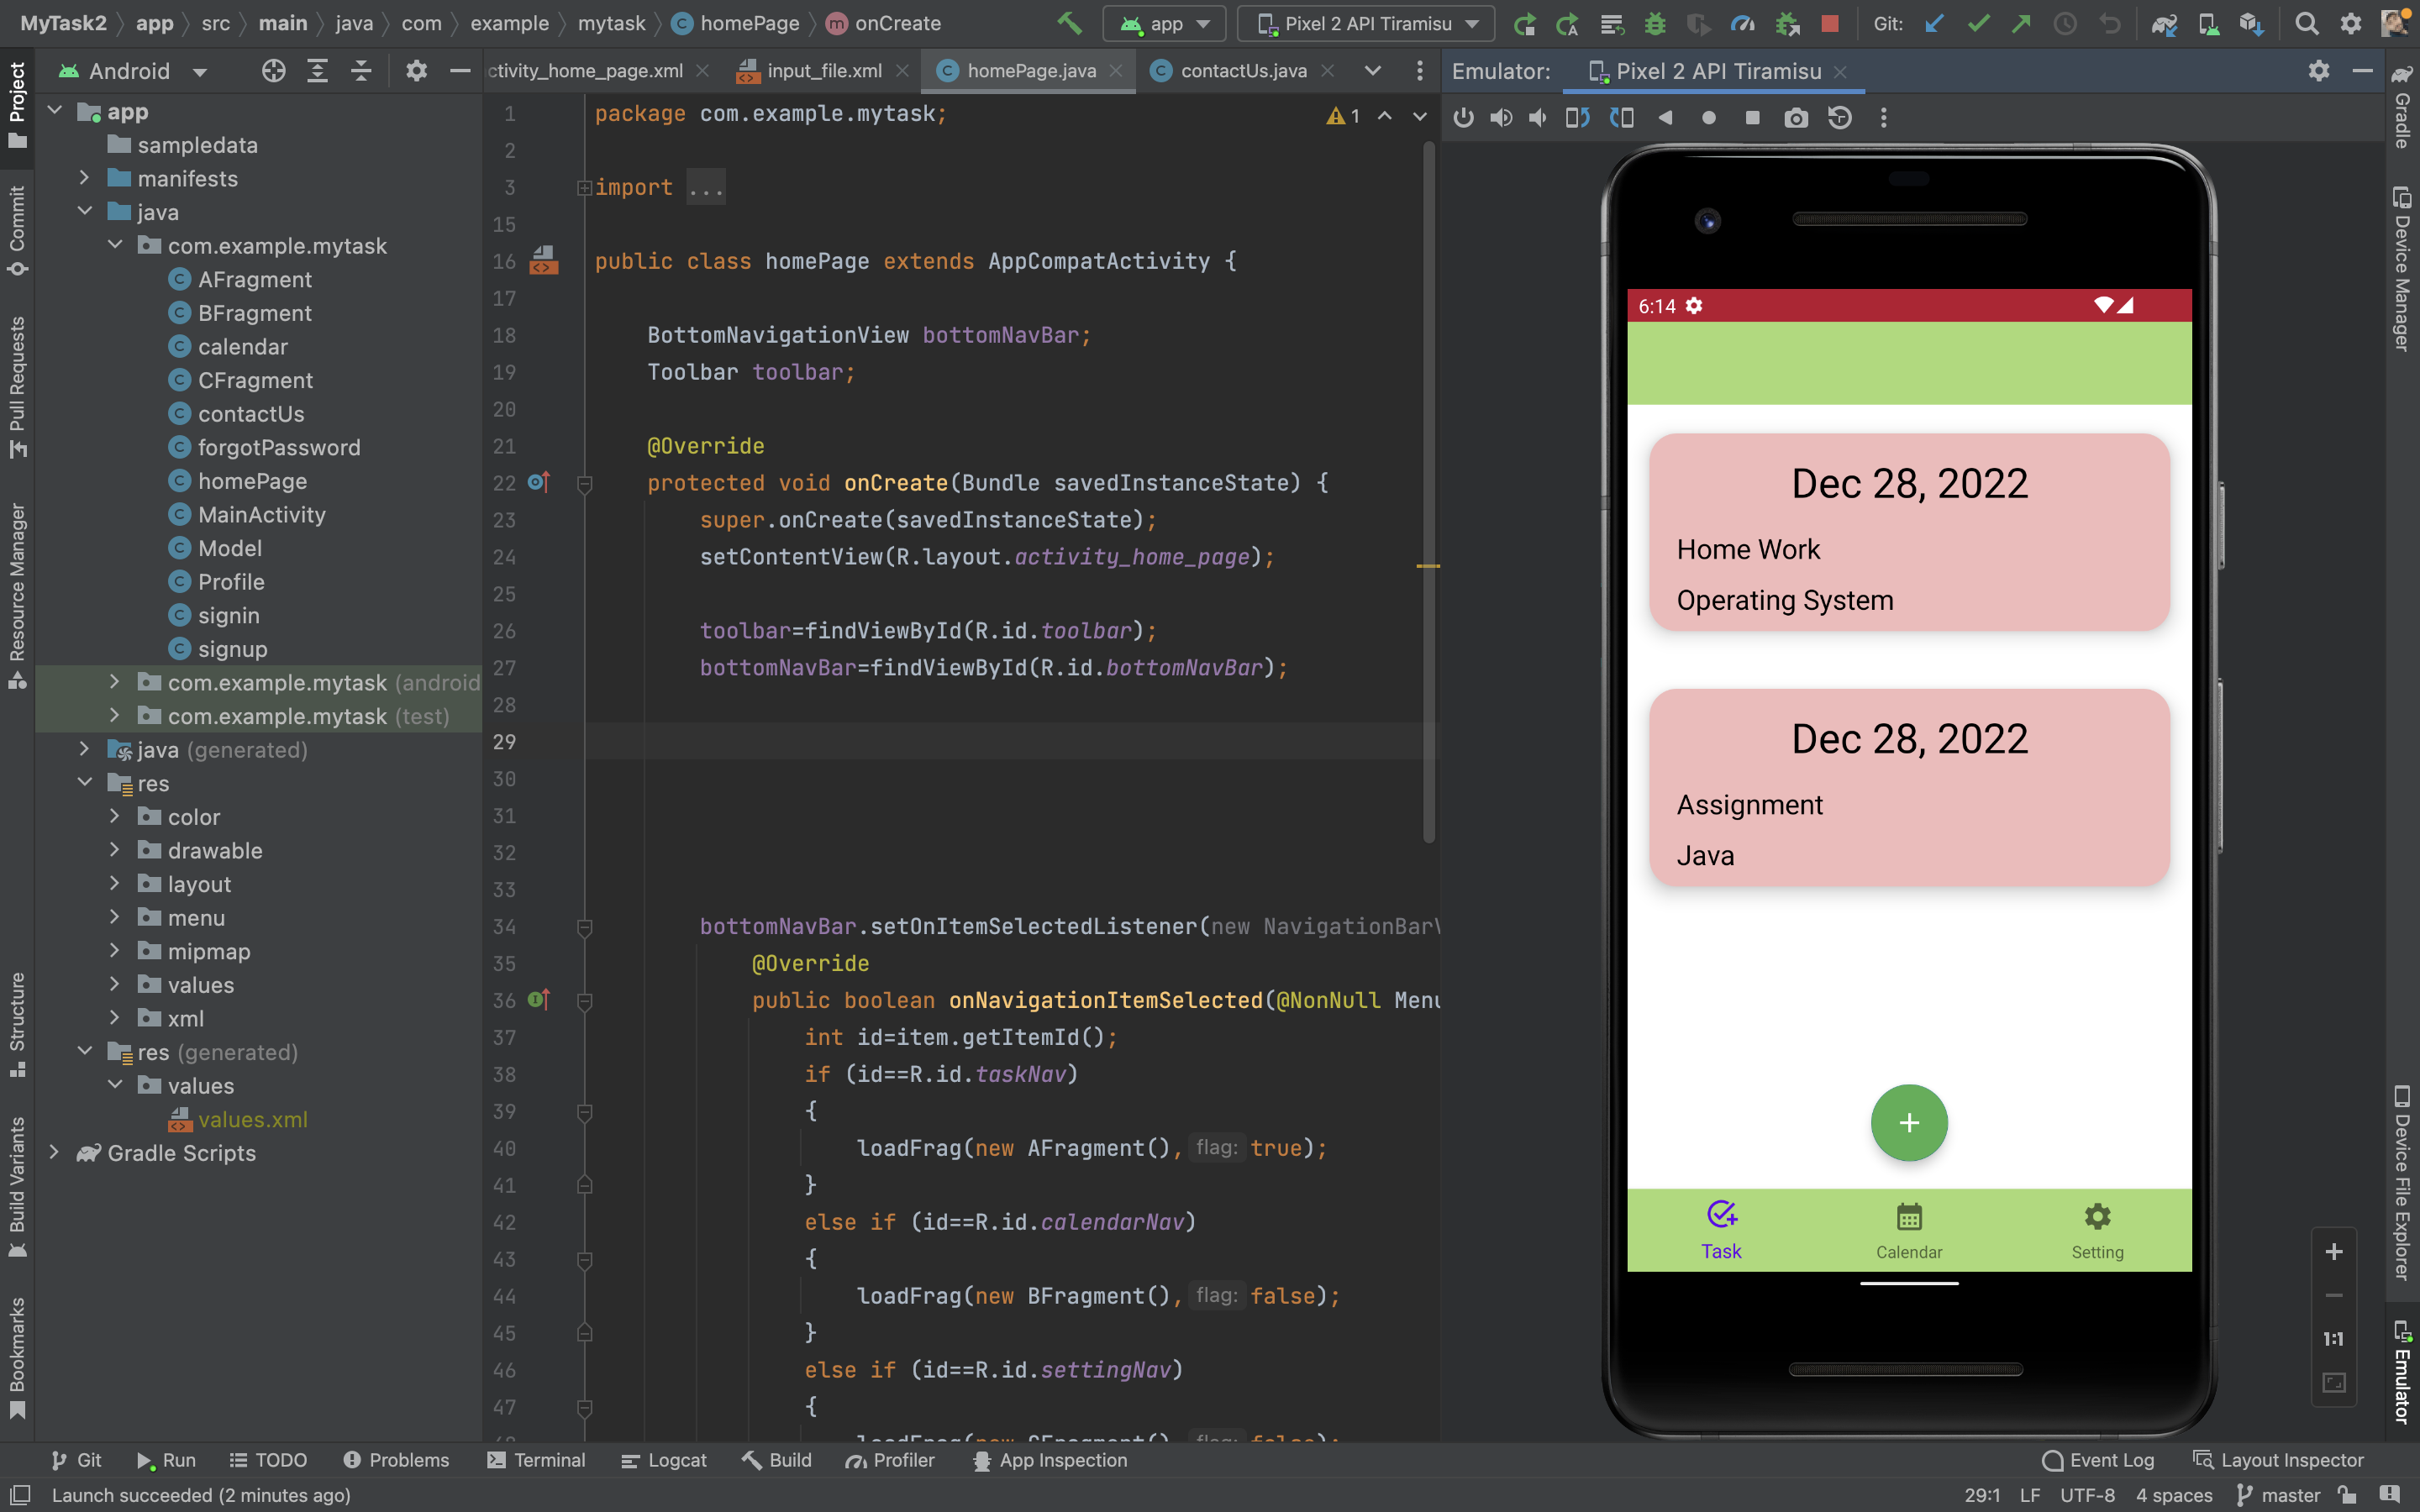 MyTask2 app src main java com example mytask homePage onCreate
app
Pixel 2 API Tiramisu
Git:
Android
ctivity_home_page.xml
input_file.xml
homePage.java
contactUs.java
Emulator:
Pixel 2 API Tiramisu
Project
Commit
Pull Requests
Resource Manager
Structure
Build Variants
Bookmarks
app
sampledata
manifests
java
com.example.mytask
AFragment
BFragment
calendar
CFragment
contactUs
forgotPassword
homePage
MainActivity
Model
Profile
signin
signup
com.example.mytask (android
com.example.mytask (test)
java (generated)
res
color
drawable
layout
menu
mipmap
values
xml
res (generated)
values
values.xml
Gradle Scripts
1
1 package com.example.mytask;
2
3 import ...
15
16 public class homePage extends AppCompatActivity {
17
18 BottomNavigationView bottomNavBar;
19 Toolbar toolbar;
20
21 @Override
22 protected void onCreate(Bundle savedInstanceState) {
23 super.onCreate(savedInstanceState);
24 setContentView(R.layout.activity_home_page);
25
26 toolbar=findViewById(R.id.toolbar);
27 bottomNavBar=findViewById(R.id.bottomNavBar);
28
29
30
31
32
33
34 bottomNavBar.setOnItemSelectedListener(new NavigationBarV
35 @Override
36 public boolean onNavigationItemSelected(@NonNull Menu
37 int id=item.getItemId();
38 if (id==R.id.taskNav)
39 {
40 loadFrag(new AFragment(), flag: true);
41 }
42 else if (id==R.id.calendarNav)
43 {
44 loadFrag(new BFragment(), flag: false);
45 }
46 else if (id==R.id.settingNav)
47 {
6:14
Dec 28, 2022
Home Work
Operating System
Dec 28, 2022
Assignment
Java
+
Task
Calendar
Setting
1:1
Gradle
Device Manager
Device File Explorer
Emulator
Git
Run
TODO
Problems
Terminal
Logcat
Build
Profiler
App Inspection
Event Log
Layout Inspector
Launch succeeded (2 minutes ago)
29:1 LF UTF-8 4 spaces master